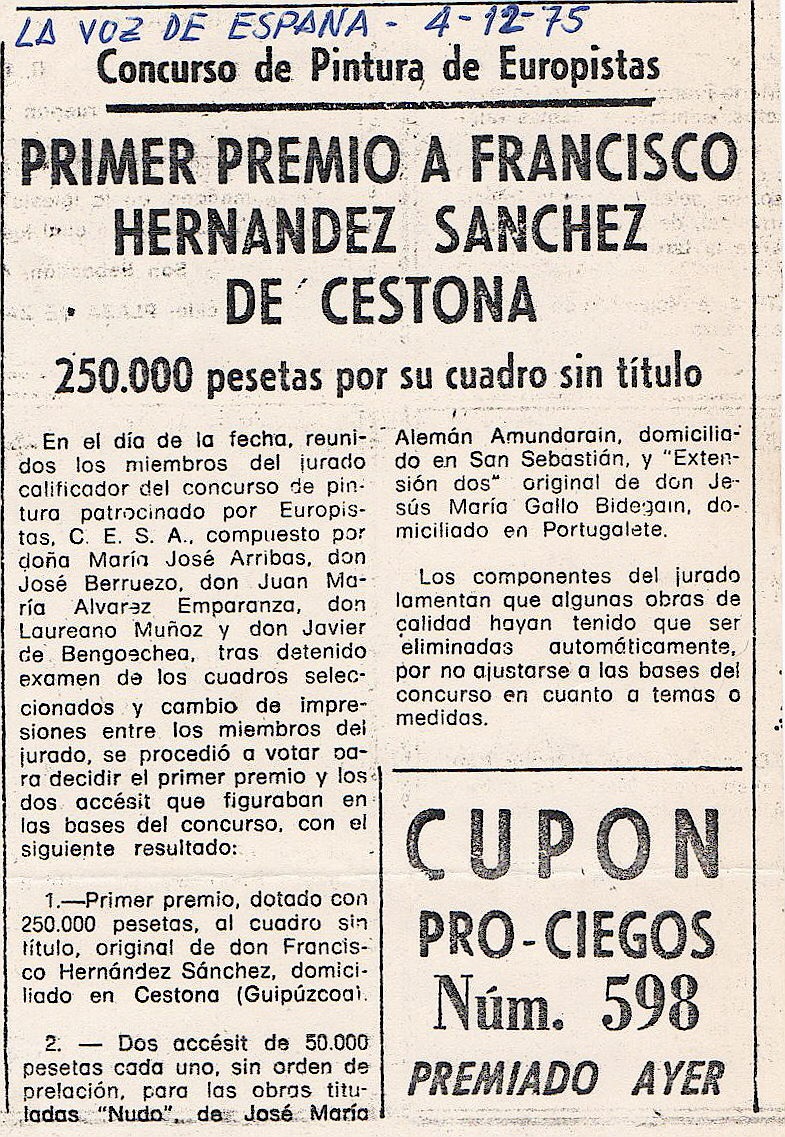 LA VOZ DE ESPAÑA - 4-12-75
Concurso de Pintura de Europistas
PRIMER PREMIO A FRANCISCO
HERNANDEZ SANCHEZ
DE CESTONA
250.000 pesetas por su cuadro sin título
En el día de la fecha, reuni-
dos los miembros del jurado
calificador del concurso de pin-
tura patrocinado por Europis-
tas, C. E. S. A., compuesto por
doña María José Arribas, don
José Berruezo, don Juan Ma-
ría Alvarez Emparanza, don
Laureano Muñoz y don Javier
de Bengoechea, tras detenido
examen de los cuadros selec-
cionados y cambio de impre-
siones entre los miembros del
jurado, se procedió a votar pa-
ra decidir el primer premio y los
dos accésit que figuraban en
las bases del concurso, con el
siguiente resultado:
1.—Primer premio, dotado con
250.000 pesetas, al cuadro sin
título, original de don Francis-
co Hernández Sánchez, domici-
liado en Cestona (Guipúzcoa).
2. — Dos accésit de 50.000
pesetas cada uno, sin orden de
prelación, para las obras titu-
ladas "Nudo", de José María
Alemán Amundarain, domicilia-
do en San Sebastián, y "Exten-
sión dos" original de don Je-
sús María Gallo Bidegain, do-
miciliado en Portugalete.
Los componentes del jurado
lamentan que algunas obras de
calidad hayan tenido que ser
eliminadas automáticamente,
por no ajustarse a las bases del
concurso en cuanto a temas o
medidas.
CUPON
PRO-CIEGOS
Núm. 598
PREMIADO AYER